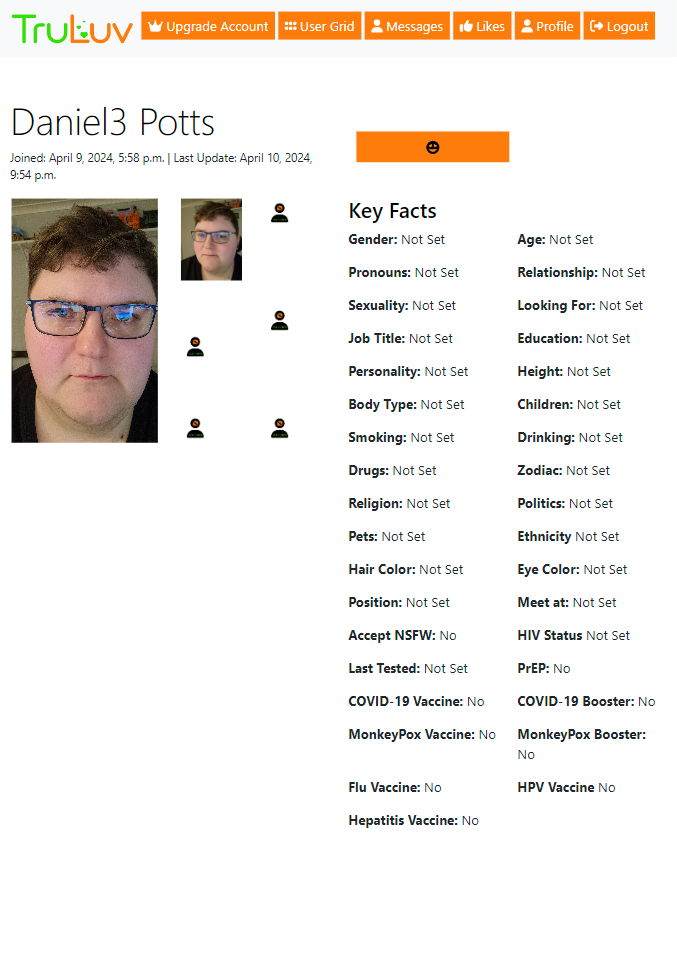 TruLuv Upgrade Account User Grid Messages Likes Profile Logout
Daniel3 Potts
Joined: April 9, 2024, 5:58 p.m. | Last Update: April 10, 2024,
9:54 p.m.
Key Facts
Gender: Not Set Age: Not Set
Pronouns: Not Set Relationship: Not Set
Sexuality: Not Set Looking For: Not Set
Job Title: Not Set Education: Not Set
Personality: Not Set Height: Not Set
Body Type: Not Set Children: Not Set
Smoking: Not Set Drinking: Not Set
Drugs: Not Set Zodiac: Not Set
Religion: Not Set Politics: Not Set
Pets: Not Set Ethnicity Not Set
Hair Color: Not Set Eye Color: Not Set
Position: Not Set Meet at: Not Set
Accept NSFW: No HIV Status Not Set
Last Tested: Not Set PrEP: No
COVID-19 Vaccine: No COVID-19 Booster: No
MonkeyPox Vaccine: No MonkeyPox Booster:
No
Flu Vaccine: No HPV Vaccine No
Hepatitis Vaccine: No